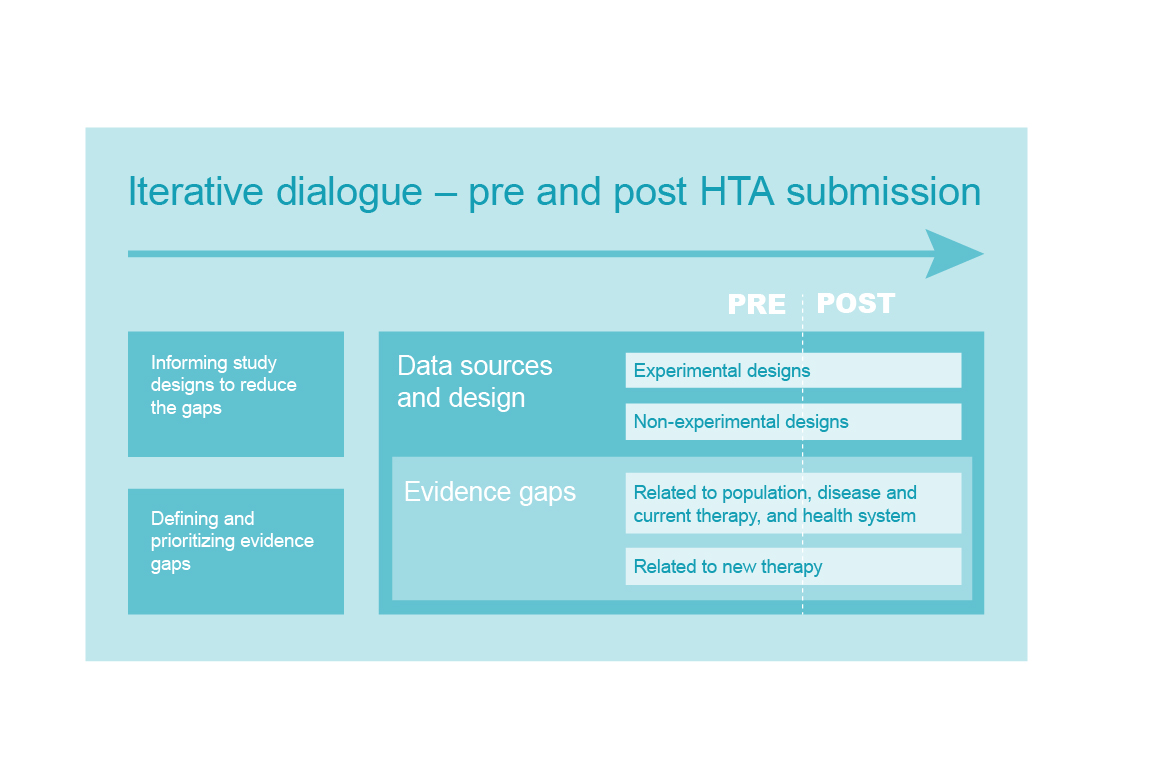 Iterative dialogue – pre and post HTA submission
PRE
POST
Informing study
designs to reduce
the gaps
Defining and
prioritizing evidence
gaps
Data sources
and design
Experimental designs
Non-experimental designs
Evidence gaps
Related to population, disease and
current therapy, and health system
Related to new therapy